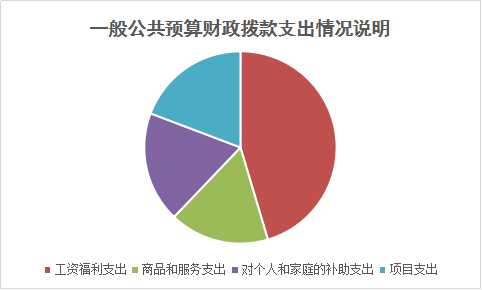 一般公共预算财政拨款支出情况说明
工资福利支出 商品和服务支出 对个人和家庭的补助支出 项目支出